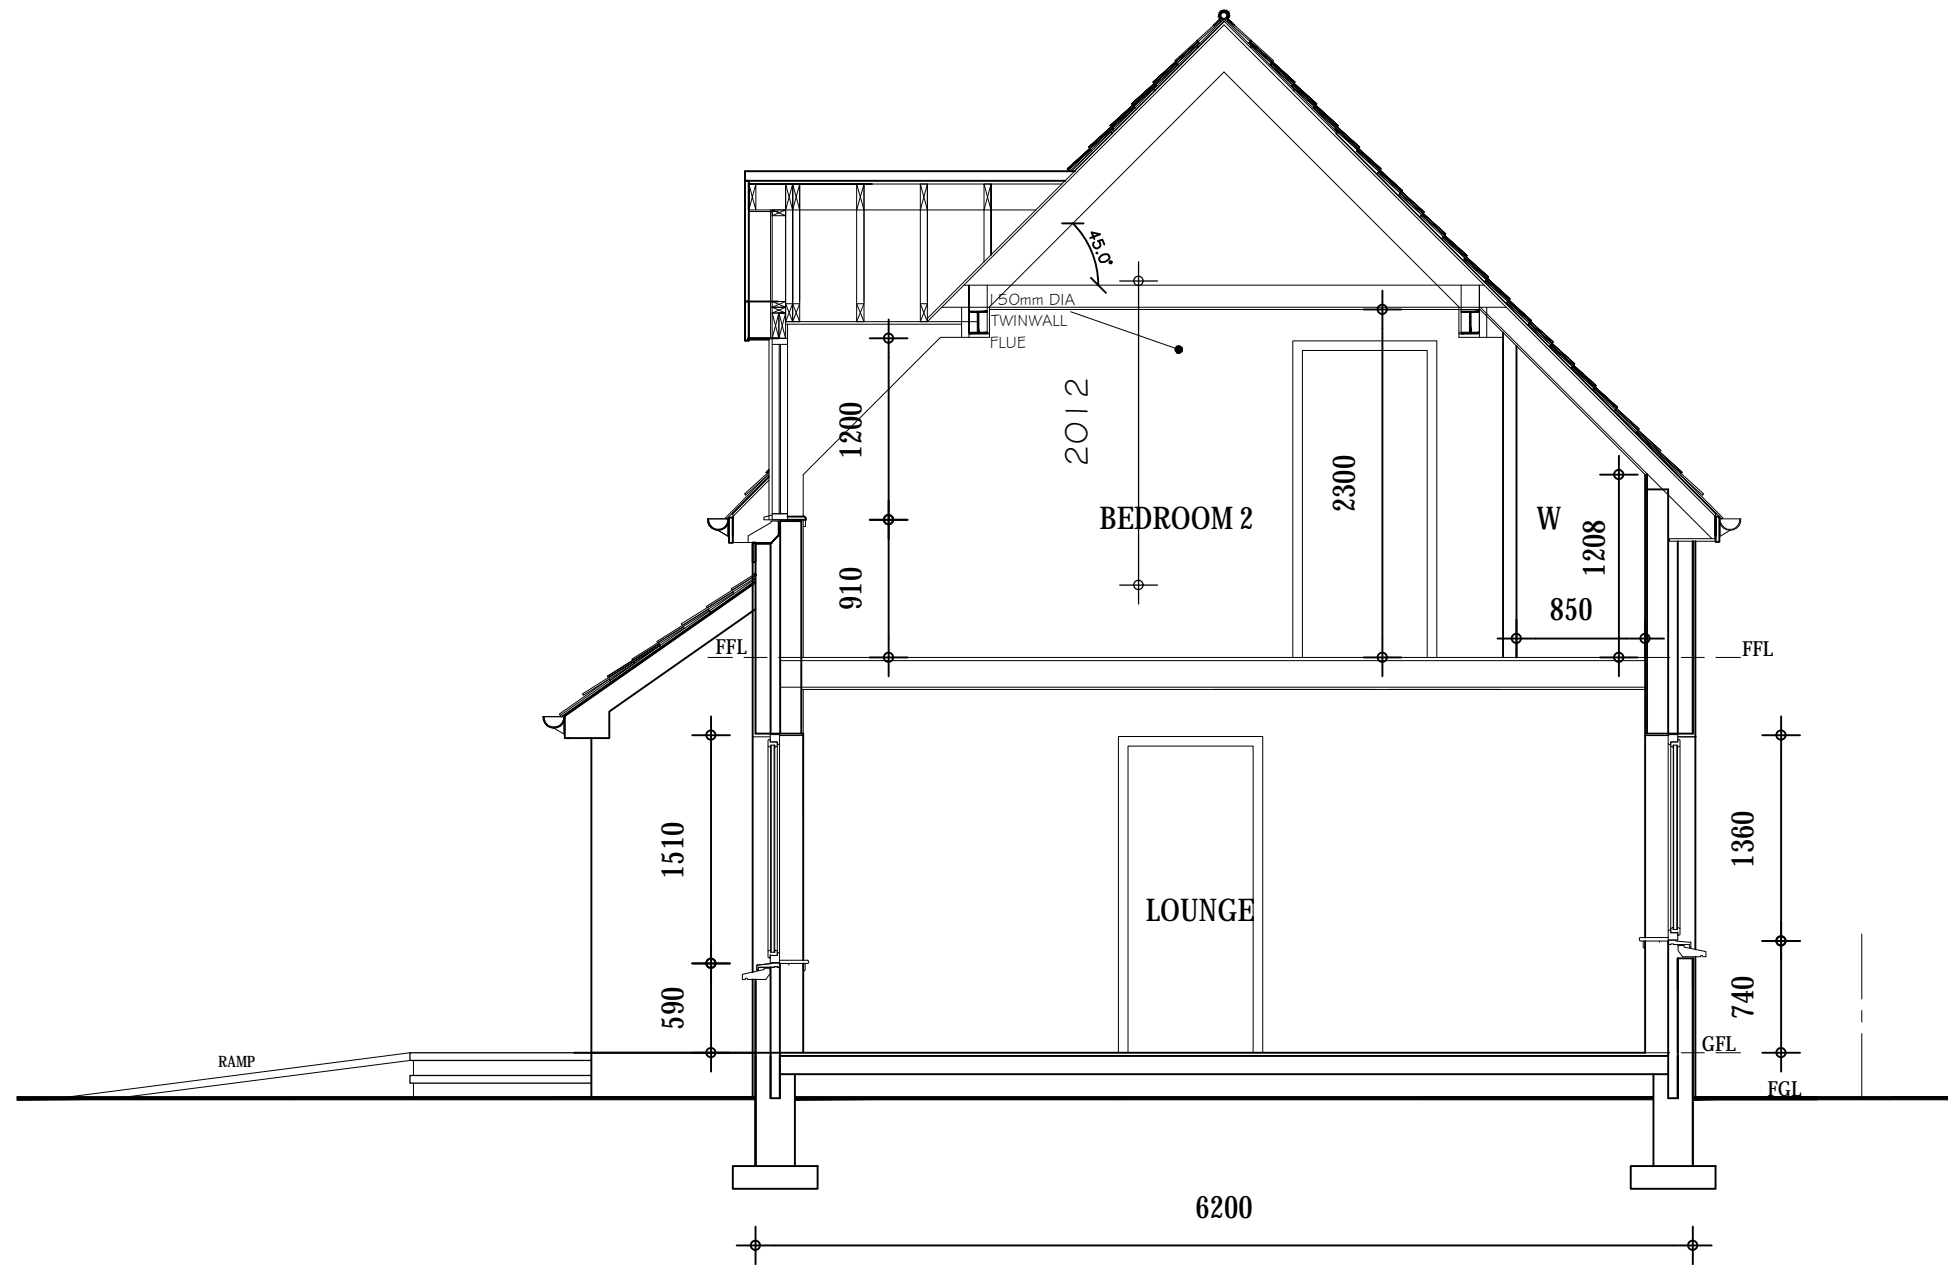 45.0°
150mm DIA
TWINWALL
FLUE
2012
1200
2300
BEDROOM 2
W
1208
910
850
FFL
FFL
1510
1360
LOUNGE
590
740
GFL
RAMP
FGL
6200